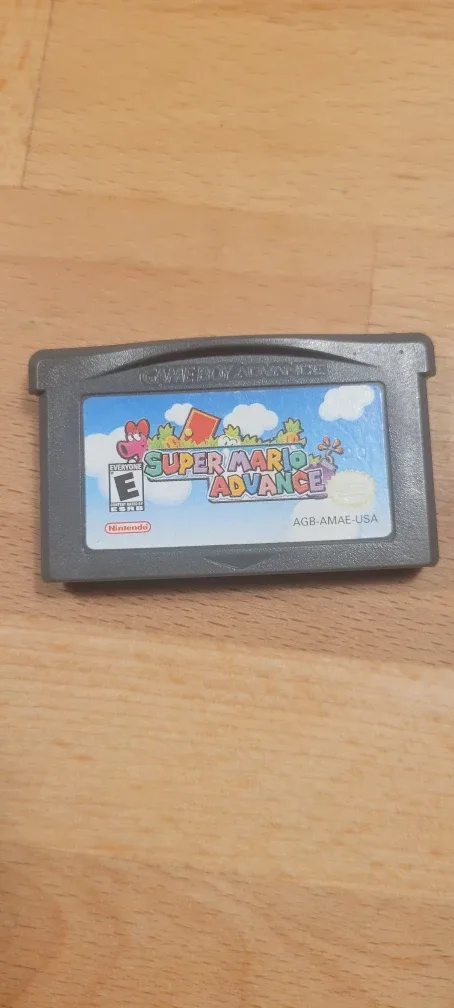 GAME BOY ADVANCE
SUPER MARIO
ADVANCE
EVERYONE
E
ESRB
Nintendo
AGB-AMAE-USA